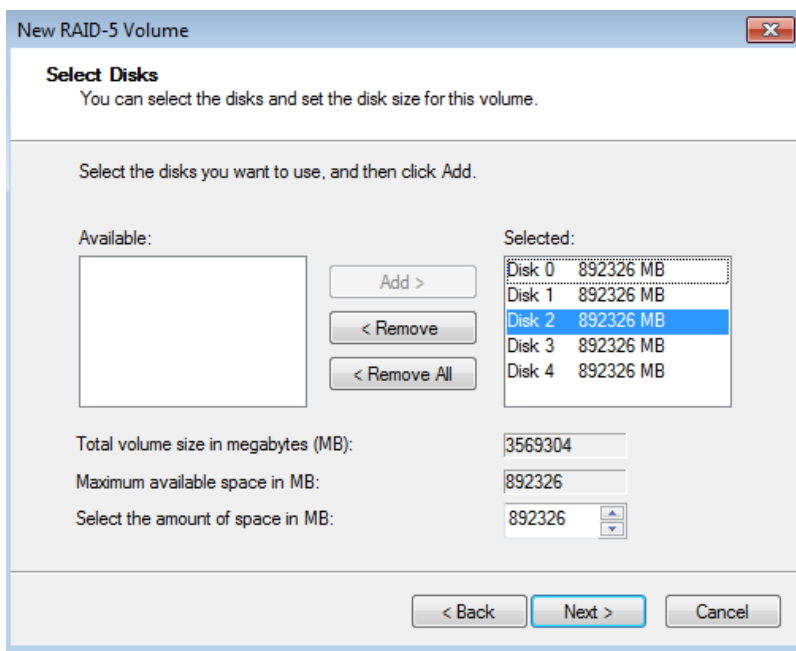 New RAID-5 Volume
Select Disks
You can select the disks and set the disk size for this volume.
Select the disks you want to use, and then click Add.
Available:
Selected:
Add >
< Remove
< Remove All
Disk 0 892326 MB
Disk 1 892326 MB
Disk 2 892326 MB
Disk 3 892326 MB
Disk 4 892326 MB
Total volume size in megabytes (MB): 3569304
Maximum available space in MB: 892326
Select the amount of space in MB: 892326
< Back Next > Cancel